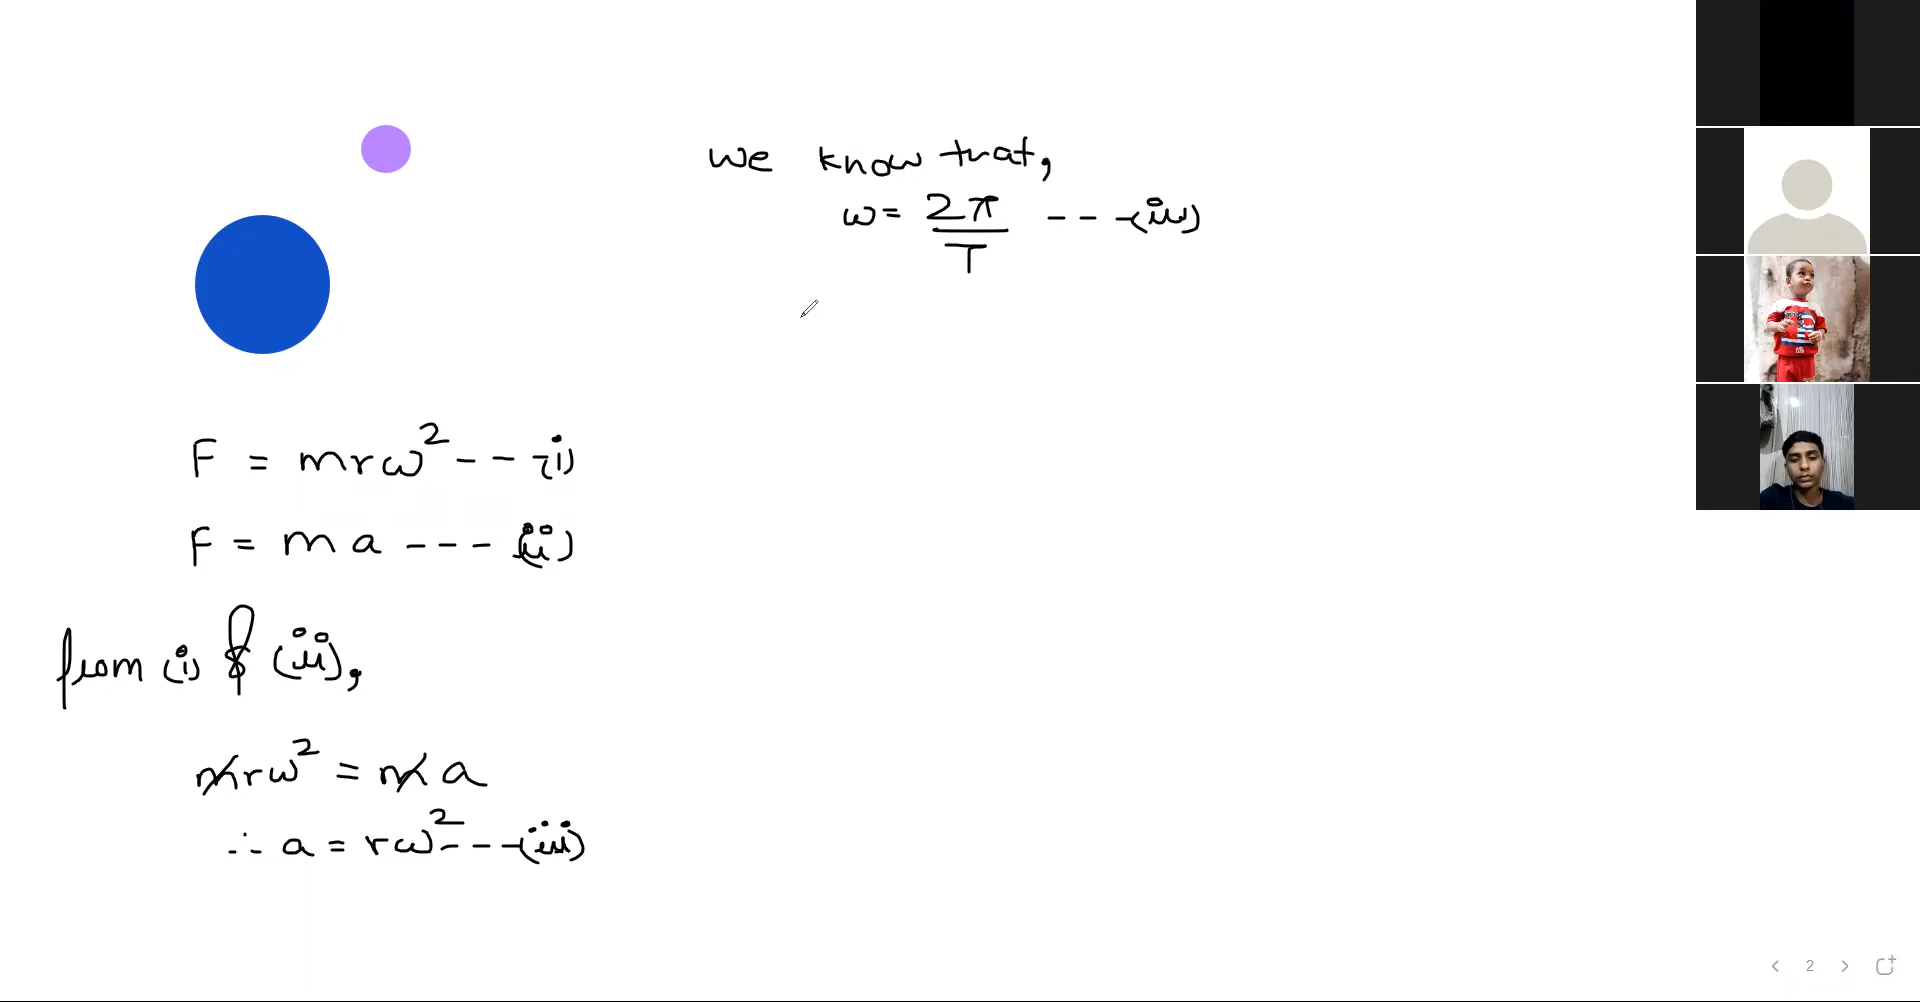 F = mrω² -- (i)
F = ma --- (ii)
from (i) & (ii),
mrω² = ma
∴ a = rω² --- (iii)
we know that,
ω = 2π/T --- (iv)
2